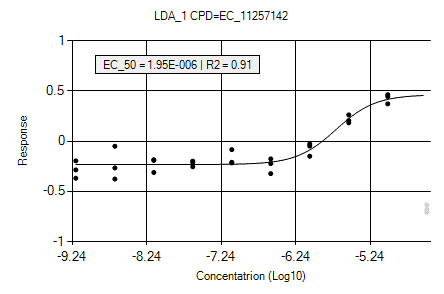 LDA_1 CPD=EC_11257142
EC_50 = 1.95E-006 | R2 = 0.91
1
0.5
0
-0.5
-1
Response
-9.24 -8.24 -7.24 -6.24 -5.24
Concentatrion (Log10)